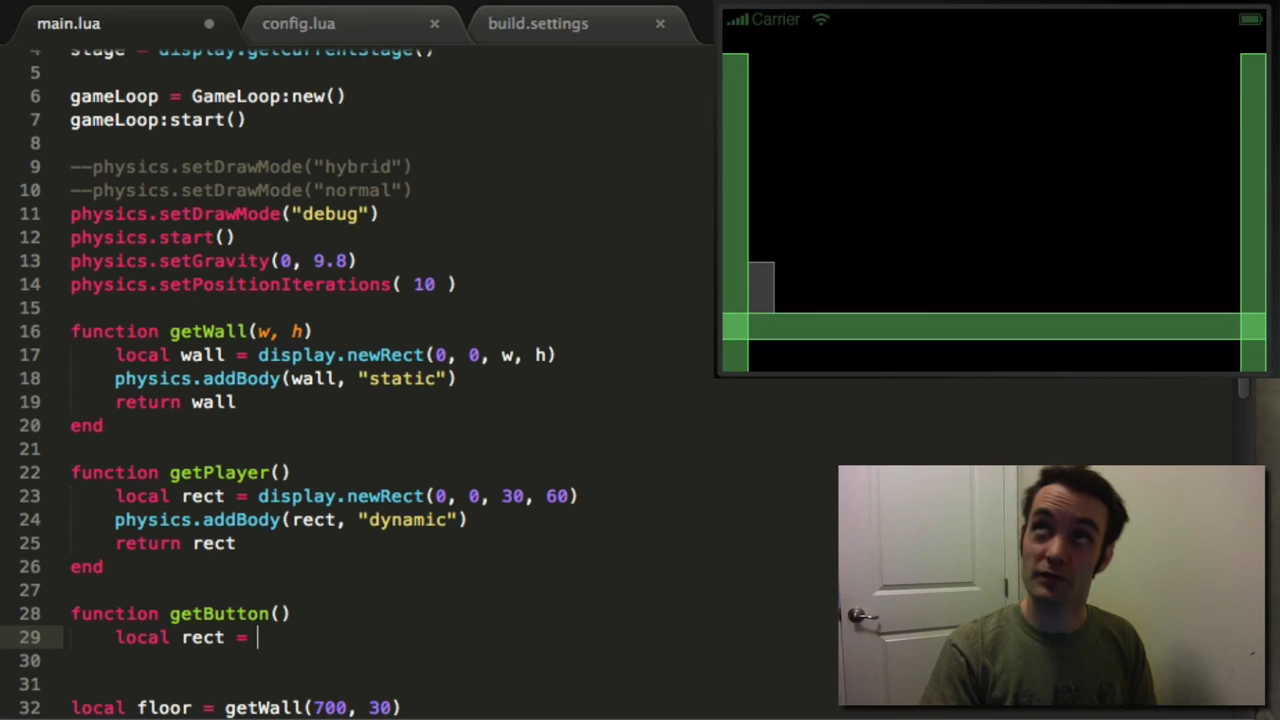 main.lua
config.lua
build.settings
Carrier
4 stage = display.getCurrentStage()
5
6 gameLoop = GameLoop:new()
7 gameLoop:start()
8
9 --physics.setDrawMode("hybrid")
10 --physics.setDrawMode("normal")
11 physics.setDrawMode("debug")
12 physics.start()
13 physics.setGravity(0, 9.8)
14 physics.setPositionIterations( 10 )
15
16 function getWall(w, h)
17 local wall = display.newRect(0, 0, w, h)
18 physics.addBody(wall, "static")
19 return wall
20 end
21
22 function getPlayer()
23 local rect = display.newRect(0, 0, 30, 60)
24 physics.addBody(rect, "dynamic")
25 return rect
26 end
27
28 function getButton()
29 local rect =
30
31
32 local floor = getWall(700, 30)